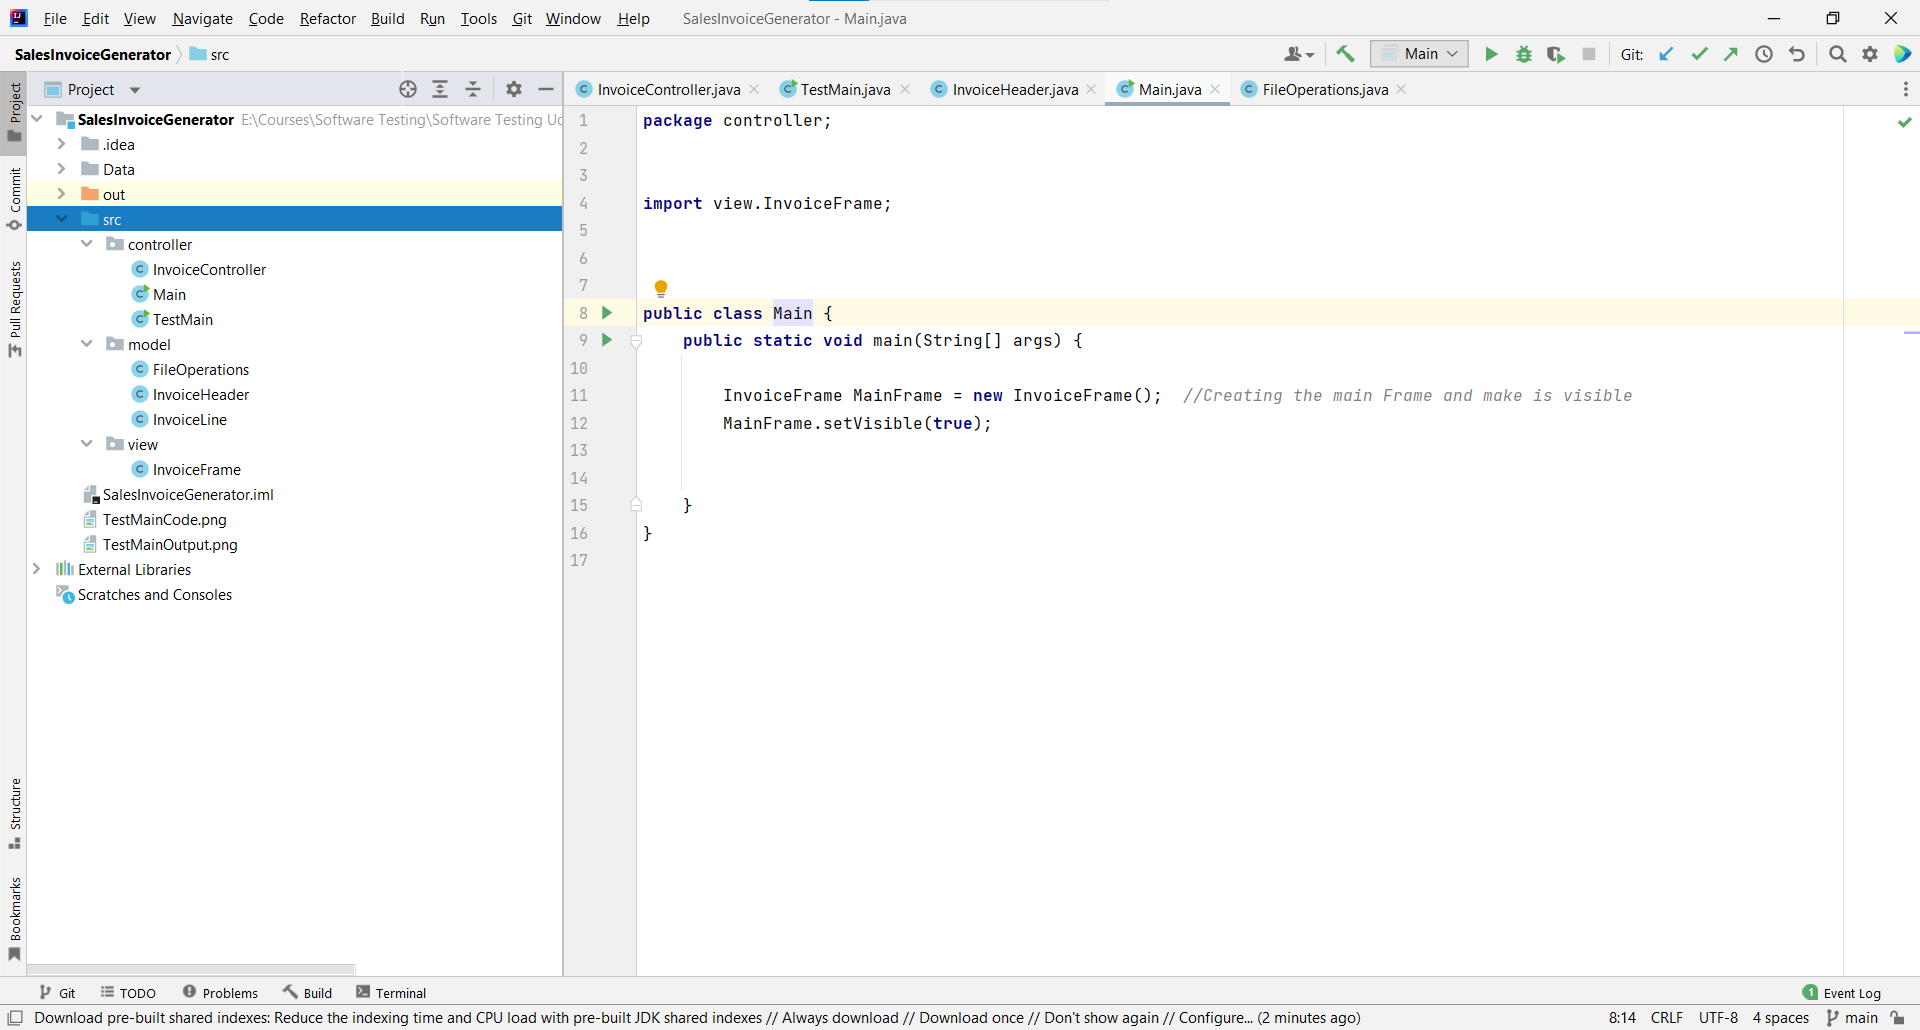 File Edit View Navigate Code Refactor Build Run Tools Git Window Help SalesInvoiceGenerator - Main.java
SalesInvoiceGenerator src Main Git:
Project
InvoiceController.java TestMain.java InvoiceHeader.java Main.java FileOperations.java
Project
Commit
Pull Requests
Structure
Bookmarks
SalesInvoiceGenerator E:\Courses\Software Testing\Software Testing Uc
.idea
Data
out
src
controller
InvoiceController
Main
TestMain
model
FileOperations
InvoiceHeader
InvoiceLine
view
InvoiceFrame
SalesInvoiceGenerator.iml
TestMainCode.png
TestMainOutput.png
External Libraries
Scratches and Consoles
1 package controller;
2
3
4 import view.InvoiceFrame;
5
6
7
8 public class Main {
9 public static void main(String[] args) {
10
11 InvoiceFrame MainFrame = new InvoiceFrame(); //Creating the main Frame and make is visible
12 MainFrame.setVisible(true);
13
14
15 }
16 }
17
Git TODO Problems Build Terminal 1 Event Log
Download pre-built shared indexes: Reduce the indexing time and CPU load with pre-built JDK shared indexes // Always download // Download once // Don't show again // Configure... (2 minutes ago) 8:14 CRLF UTF-8 4 spaces main